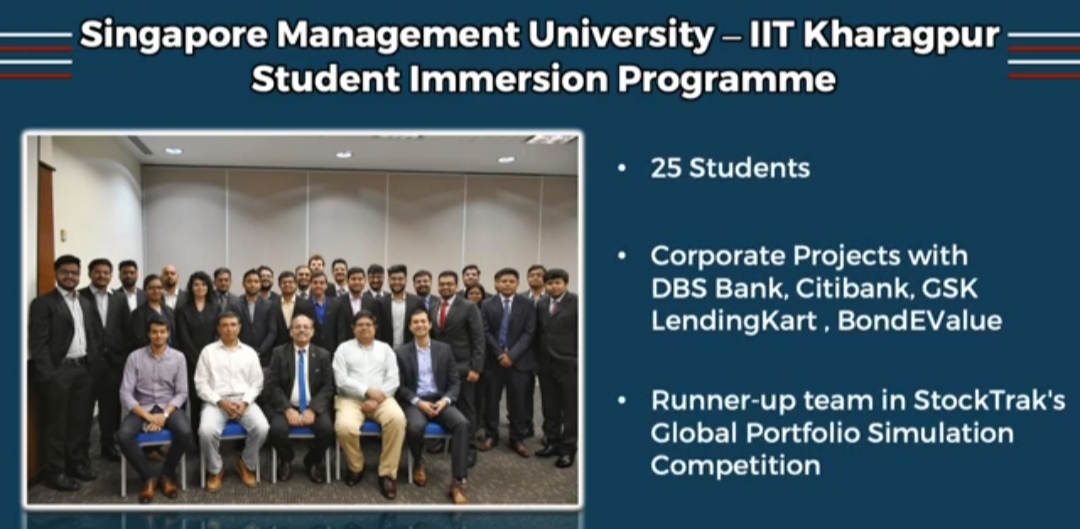 Singapore Management University – IIT Kharagpur
Student Immersion Programme
• 25 Students
• Corporate Projects with
DBS Bank, Citibank, GSK
LendingKart , BondEValue
• Runner-up team in StockTrak's
Global Portfolio Simulation
Competition